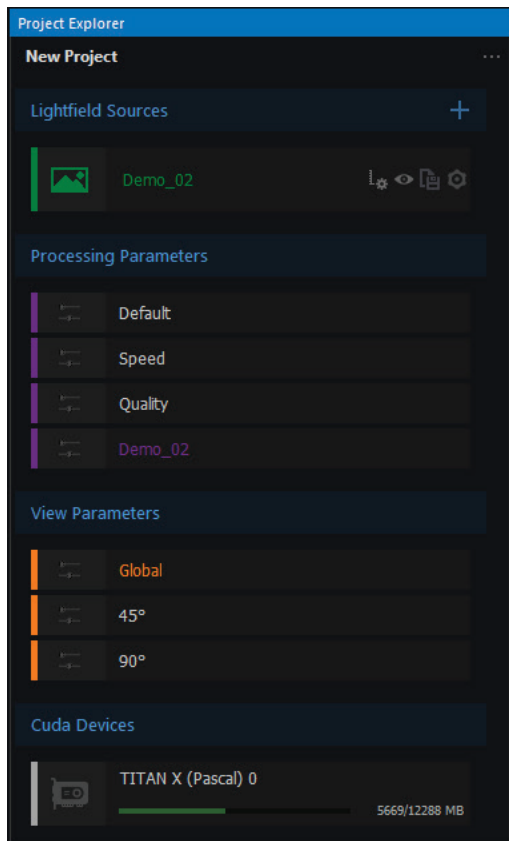 Project Explorer
New Project
Lightfield Sources
Demo_02
Processing Parameters
Default
Speed
Quality
Demo_02
View Parameters
Global
45°
90°
Cuda Devices
TITAN X (Pascal) 0
5669/12288 MB